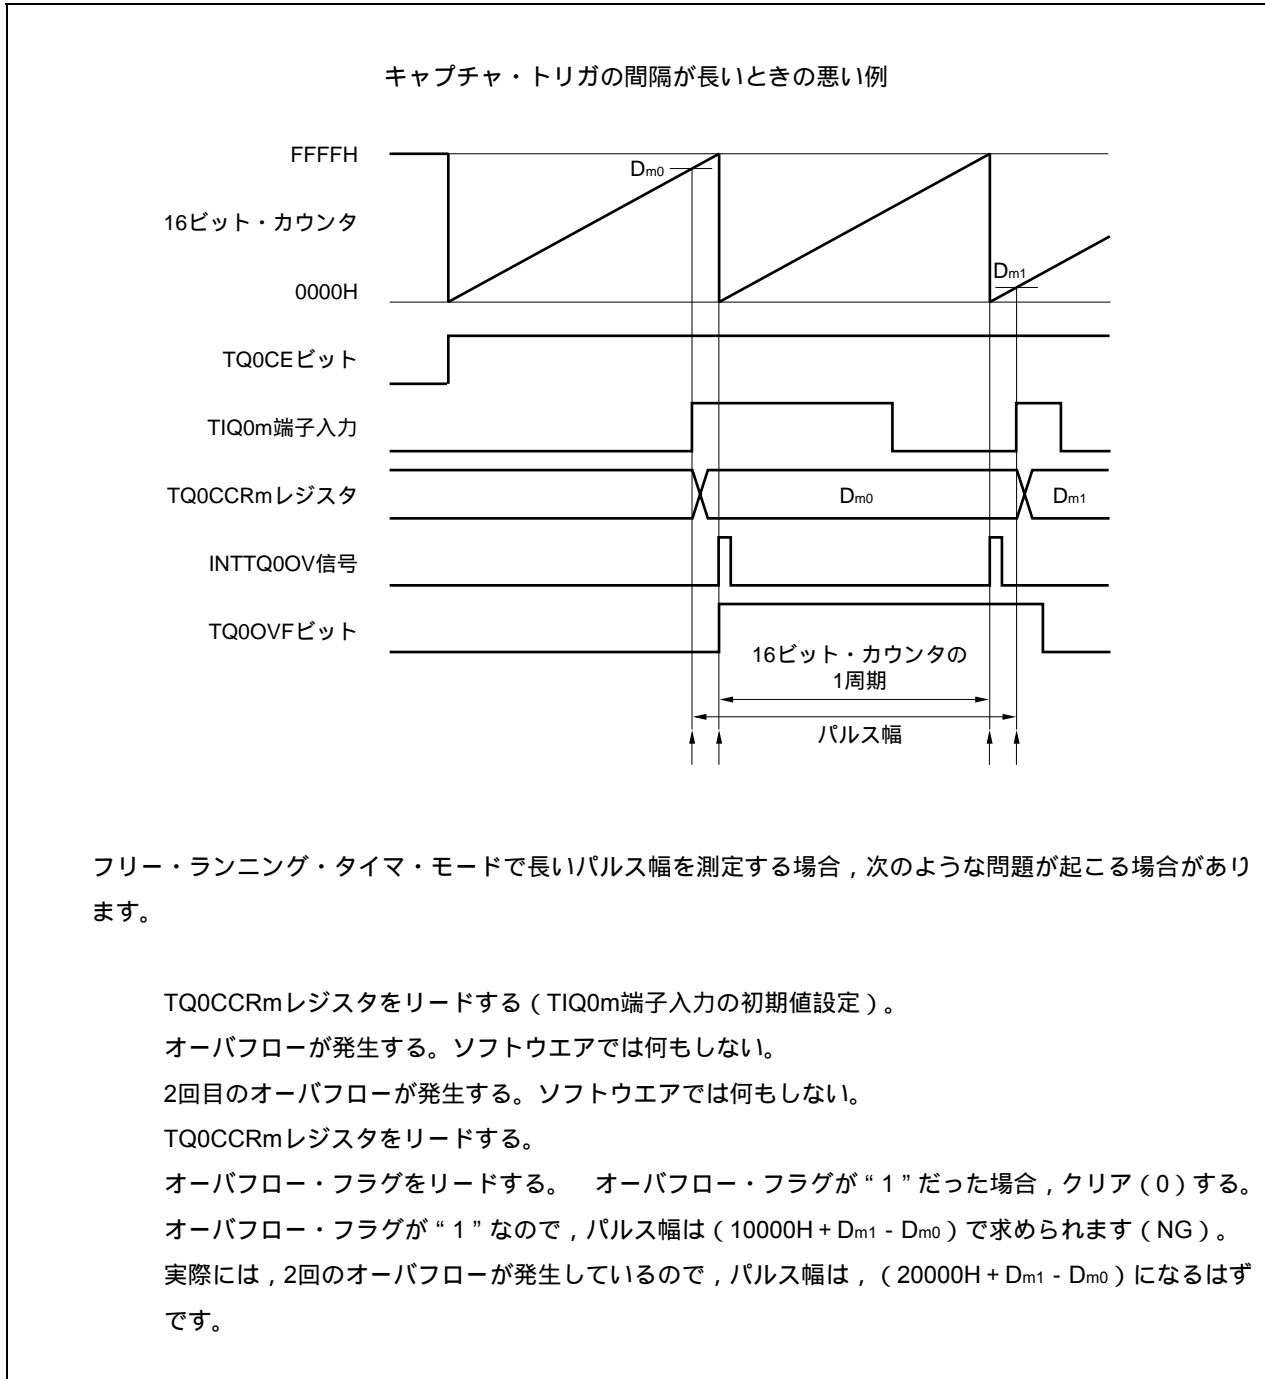 キャプチャ・トリガの間隔が長いときの悪い例
FFFFH
Dm0
16ビット・カウンタ
Dm1
0000H
TQ0CEビット
TIQ0m端子入力
TQ0CCRmレジスタ
Dm0
Dm1
INTTQ0OV信号
TQ0OVFビット
16ビット・カウンタの
1周期
パルス幅
フリー・ランニング・タイマ・モードで長いパルス幅を測定する場合，次のような問題が起こる場合があり
ます。
TQ0CCRmレジスタをリードする（TIQ0m端子入力の初期値設定）。
オーバフローが発生する。ソフトウエアでは何もしない。
2回目のオーバフローが発生する。ソフトウエアでは何もしない。
TQ0CCRmレジスタをリードする。
オーバフロー・フラグをリードする。　オーバフロー・フラグが“1”だった場合，クリア（0）する。
オーバフロー・フラグが“1”なので，パルス幅は（10000H＋Dm1 - Dm0）で求められます（NG）。
実際には，2回のオーバフローが発生しているので，パルス幅は，（20000H＋Dm1 - Dm0）になるはず
です。